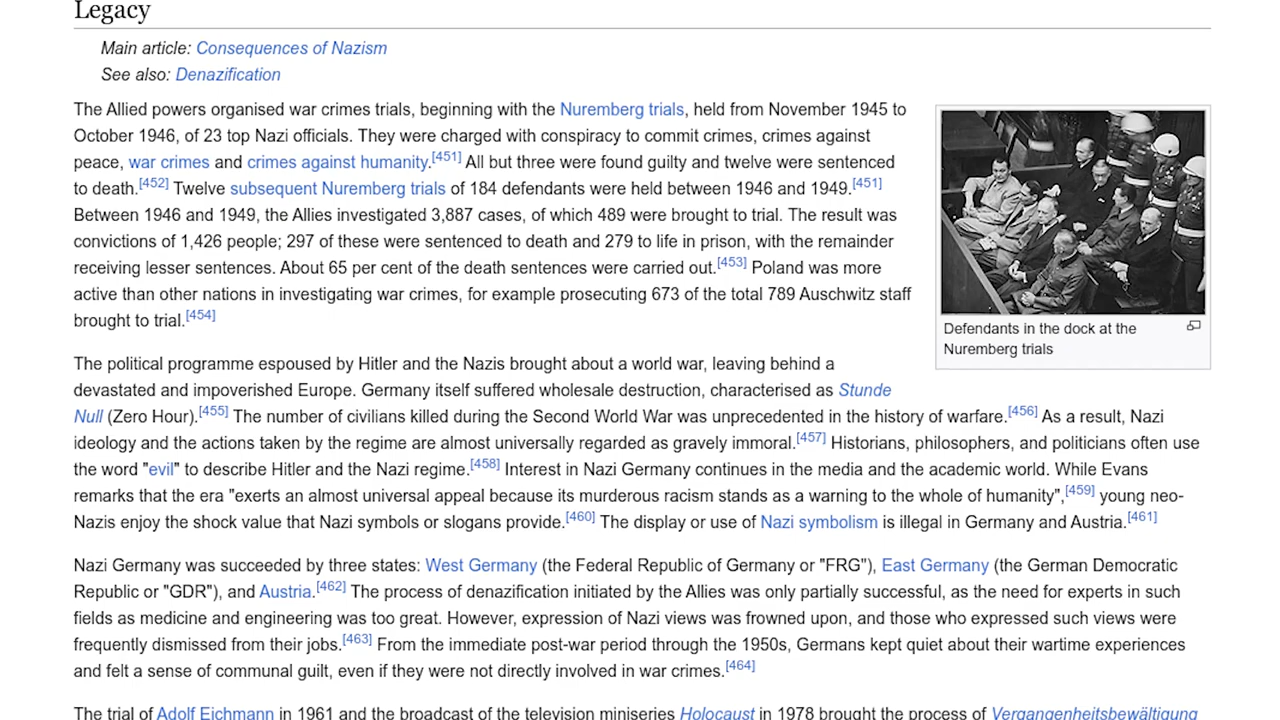 Legacy
Main article: Consequences of Nazism
See also: Denazification
The Allied powers organised war crimes trials, beginning with the Nuremberg trials, held from November 1945 to
October 1946, of 23 top Nazi officials. They were charged with conspiracy to commit crimes, crimes against
peace, war crimes and crimes against humanity.[451] All but three were found guilty and twelve were sentenced
to death.[452] Twelve subsequent Nuremberg trials of 184 defendants were held between 1946 and 1949.[451]
Between 1946 and 1949, the Allies investigated 3,887 cases, of which 489 were brought to trial. The result was
convictions of 1,426 people; 297 of these were sentenced to death and 279 to life in prison, with the remainder
receiving lesser sentences. About 65 per cent of the death sentences were carried out.[453] Poland was more
active than other nations in investigating war crimes, for example prosecuting 673 of the total 789 Auschwitz staff
brought to trial.[454]
Defendants in the dock at the
Nuremberg trials
The political programme espoused by Hitler and the Nazis brought about a world war, leaving behind a
devastated and impoverished Europe. Germany itself suffered wholesale destruction, characterised as Stunde
Null (Zero Hour).[455] The number of civilians killed during the Second World War was unprecedented in the history of warfare.[456] As a result, Nazi
ideology and the actions taken by the regime are almost universally regarded as gravely immoral.[457] Historians, philosophers, and politicians often use
the word "evil" to describe Hitler and the Nazi regime.[458] Interest in Nazi Germany continues in the media and the academic world. While Evans
remarks that the era "exerts an almost universal appeal because its murderous racism stands as a warning to the whole of humanity",[459] young neo-
Nazis enjoy the shock value that Nazi symbols or slogans provide.[460] The display or use of Nazi symbolism is illegal in Germany and Austria.[461]
Nazi Germany was succeeded by three states: West Germany (the Federal Republic of Germany or "FRG"), East Germany (the German Democratic
Republic or "GDR"), and Austria.[462] The process of denazification initiated by the Allies was only partially successful, as the need for experts in such
fields as medicine and engineering was too great. However, expression of Nazi views was frowned upon, and those who expressed such views were
frequently dismissed from their jobs.[463] From the immediate post-war period through the 1950s, Germans kept quiet about their wartime experiences
and felt a sense of communal guilt, even if they were not directly involved in war crimes.[464]
The trial of Adolf Eichmann in 1961 and the broadcast of the television miniseries Holocaust in 1978 brought the process of Vergangenheitsbewältigung